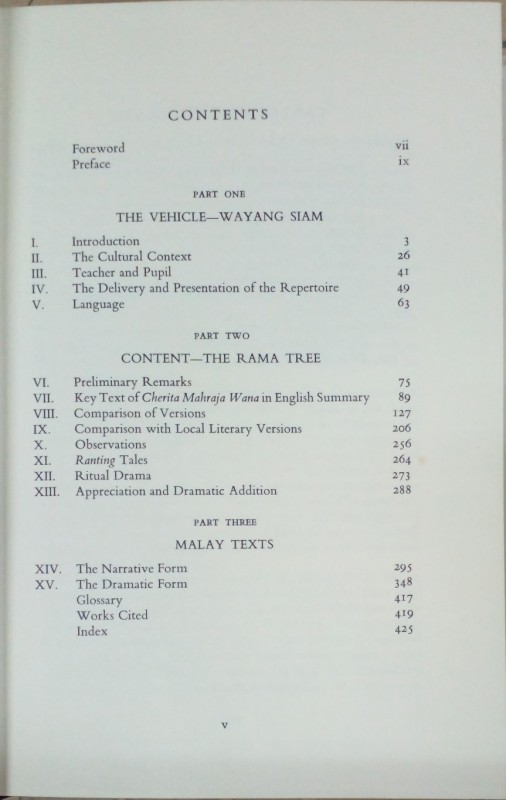 CONTENTS
Foreword vii
Preface ix
PART ONE
THE VEHICLE—WAYANG SIAM
I. Introduction 3
II. The Cultural Context 26
III. Teacher and Pupil 41
IV. The Delivery and Presentation of the Repertoire 49
V. Language 63
PART TWO
CONTENT—THE RAMA TREE
VI. Preliminary Remarks 75
VII. Key Text of Cherita Mahraja Wana in English Summary 89
VIII. Comparison of Versions 127
IX. Comparison with Local Literary Versions 206
X. Observations 256
XI. Ranting Tales 264
XII. Ritual Drama 273
XIII. Appreciation and Dramatic Addition 288
PART THREE
MALAY TEXTS
XIV. The Narrative Form 295
XV. The Dramatic Form 348
Glossary 417
Works Cited 419
Index 425
v